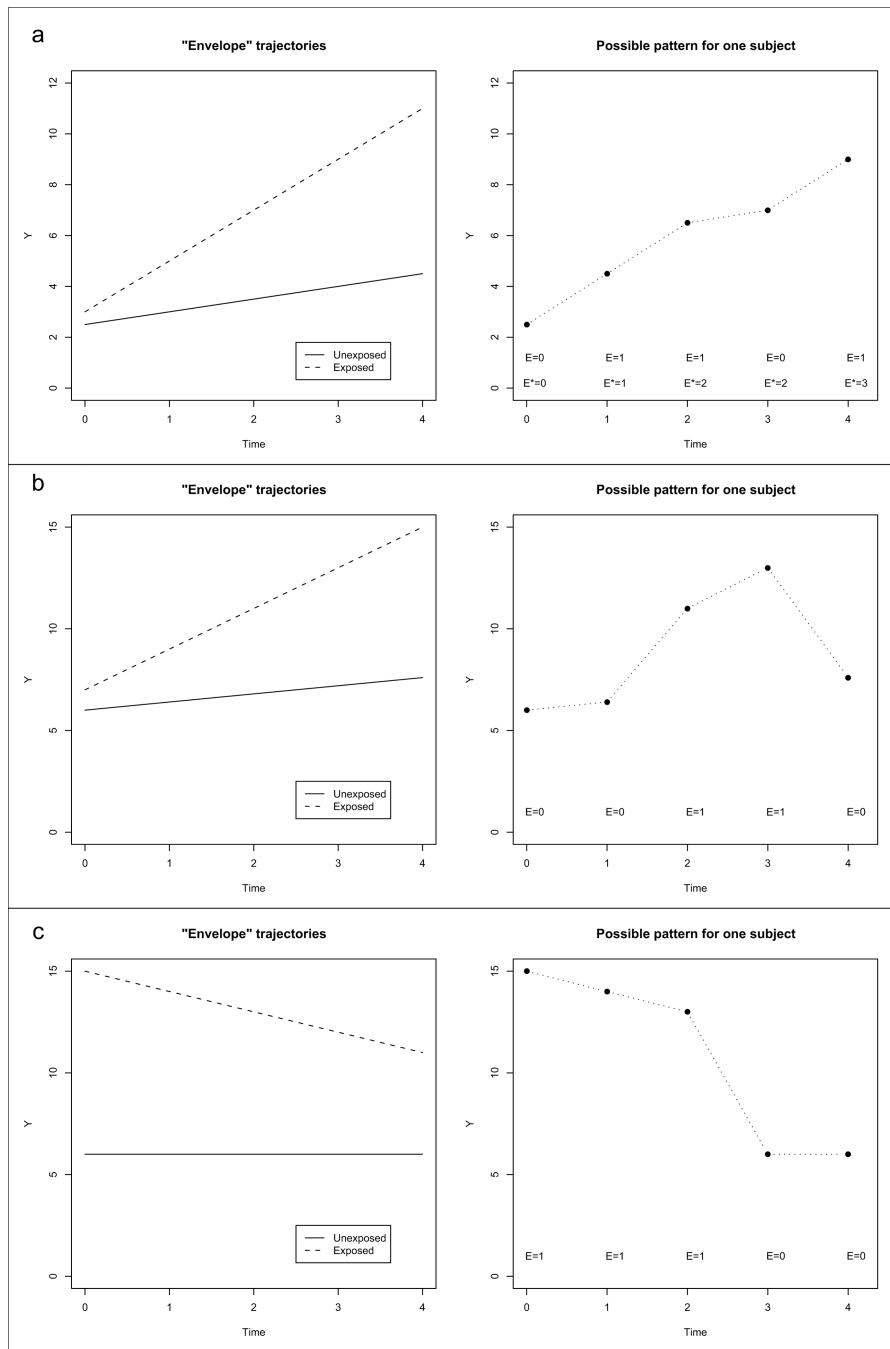 a
"Envelope" trajectories
Y
12
10
8
6
4
2
0
Unexposed
Exposed
0 1 2 3 4
Time
Possible pattern for one subject
Y
12
10
8
6
4
2
0
E=0 E=1 E=1 E=0 E=1
E*=0 E*=1 E*=2 E*=2 E*=3
0 1 2 3 4
Time
b
"Envelope" trajectories
Y
15
10
5
0
Unexposed
Exposed
0 1 2 3 4
Time
Possible pattern for one subject
Y
15
10
5
0
E=0 E=0 E=1 E=1 E=0
0 1 2 3 4
Time
c
"Envelope" trajectories
Y
15
10
5
0
Unexposed
Exposed
0 1 2 3 4
Time
Possible pattern for one subject
Y
15
10
5
0
E=1 E=1 E=1 E=0 E=0
0 1 2 3 4
Time